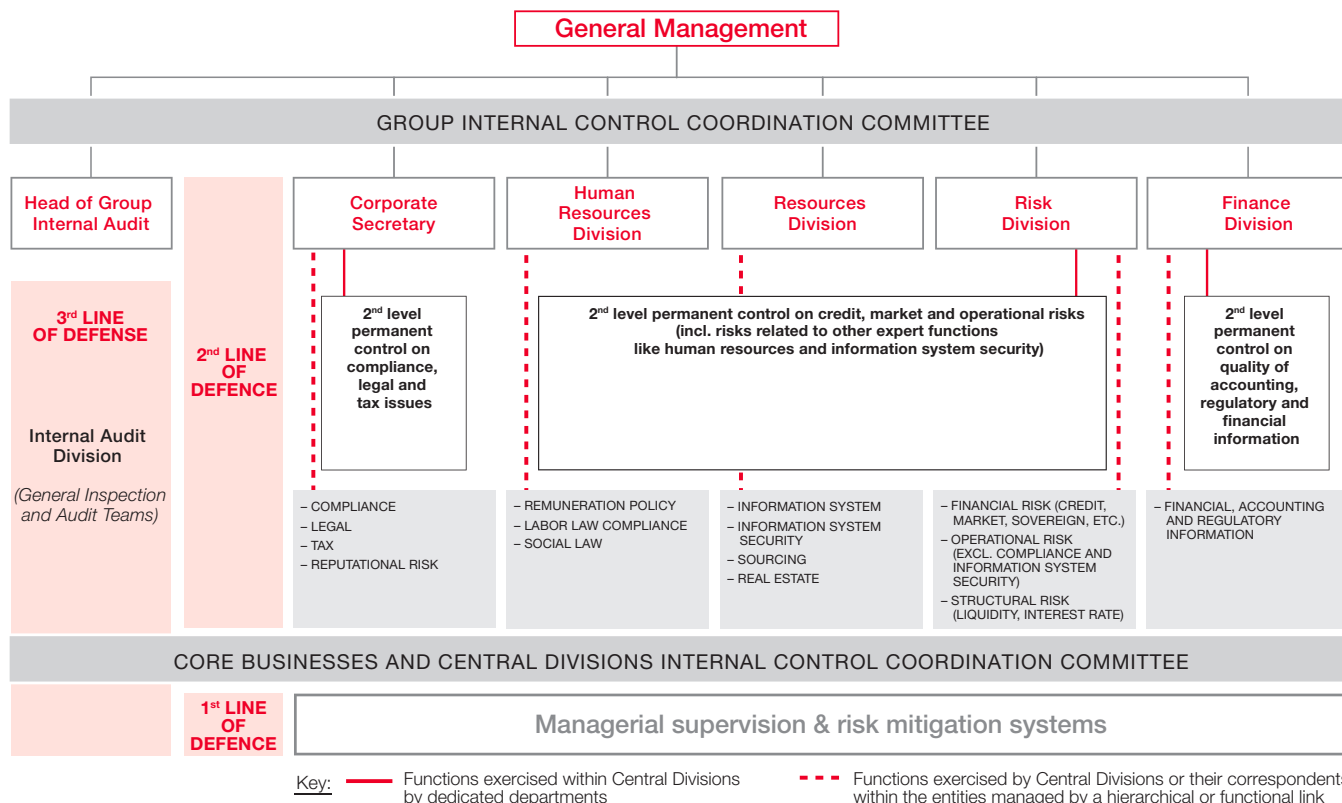 General Management
GROUP INTERNAL CONTROL COORDINATION COMMITTEE
Head of Group
Internal Audit
Corporate
Secretary
Human
Resources
Division
Resources
Division
Risk
Division
Finance
Division
3rd LINE
OF DEFENSE
Internal Audit
Division
(General Inspection
and Audit Teams)
2nd LINE
OF
DEFENCE
2nd level
permanent
control on
compliance,
legal and
tax issues
2nd level permanent control on credit, market and operational risks
(incl. risks related to other expert functions
like human resources and information system security)
2nd level
permanent
control on
quality of
accounting,
regulatory and
financial
information
– COMPLIANCE
– LEGAL
– TAX
– REPUTATIONAL RISK
– REMUNERATION POLICY
– LABOR LAW COMPLIANCE
– SOCIAL LAW
– INFORMATION SYSTEM
– INFORMATION SYSTEM
SECURITY
– SOURCING
– REAL ESTATE
– FINANCIAL RISK (CREDIT,
MARKET, SOVEREIGN, ETC.)
– OPERATIONAL RISK
(EXCL. COMPLIANCE AND
INFORMATION SYSTEM
SECURITY)
– STRUCTURAL RISK
(LIQUIDITY, INTEREST RATE)
– FINANCIAL, ACCOUNTING
AND REGULATORY
INFORMATION
CORE BUSINESSES AND CENTRAL DIVISIONS INTERNAL CONTROL COORDINATION COMMITTEE
1st LINE
OF
DEFENCE
Managerial supervision & risk mitigation systems
Key:
Functions exercised within Central Divisions
by dedicated departments
Functions exercised by Central Divisions or their correspondents
within the entities managed by a hierarchical or functional link